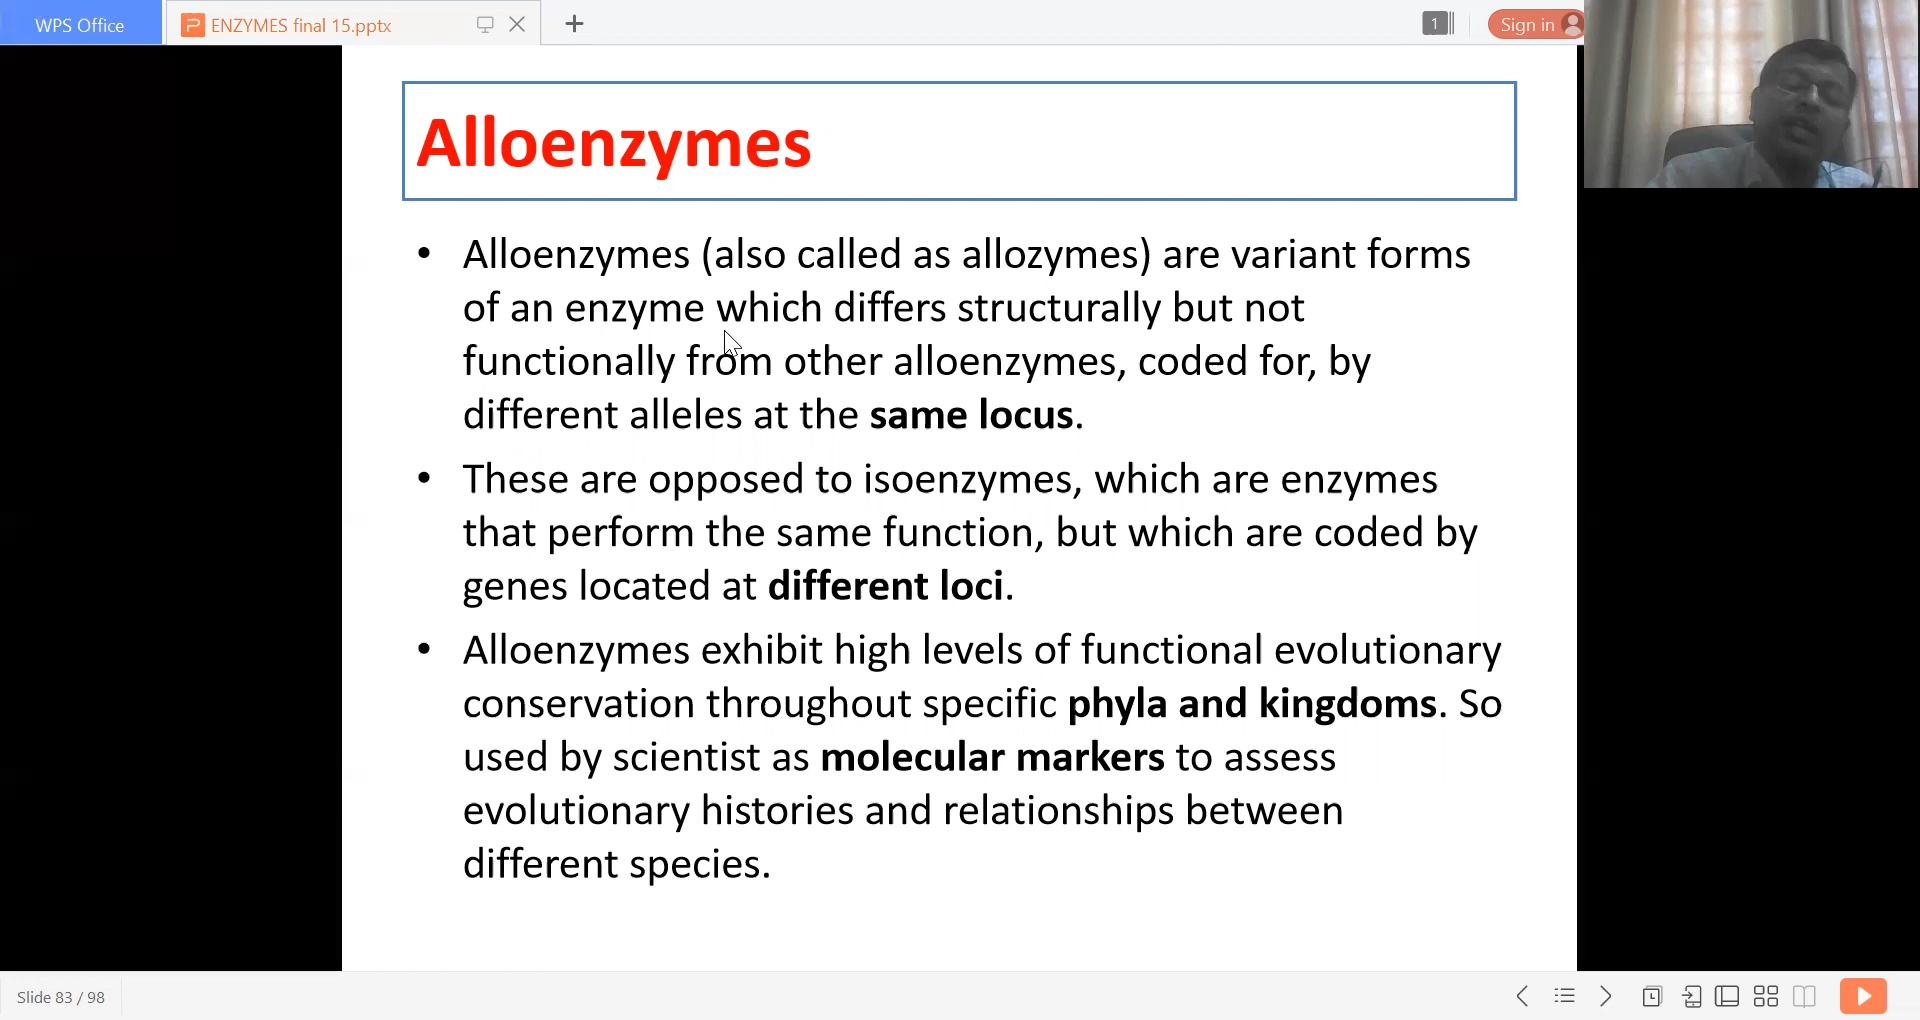 WPS Office
ENZYMES final 15.pptx
1
Sign in
Alloenzymes
• Alloenzymes (also called as allozymes) are variant forms
of an enzyme which differs structurally but not
functionally from other alloenzymes, coded for, by
different alleles at the same locus.
• These are opposed to isoenzymes, which are enzymes
that perform the same function, but which are coded by
genes located at different loci.
• Alloenzymes exhibit high levels of functional evolutionary
conservation throughout specific phyla and kingdoms. So
used by scientist as molecular markers to assess
evolutionary histories and relationships between
different species.
Slide 83 / 98